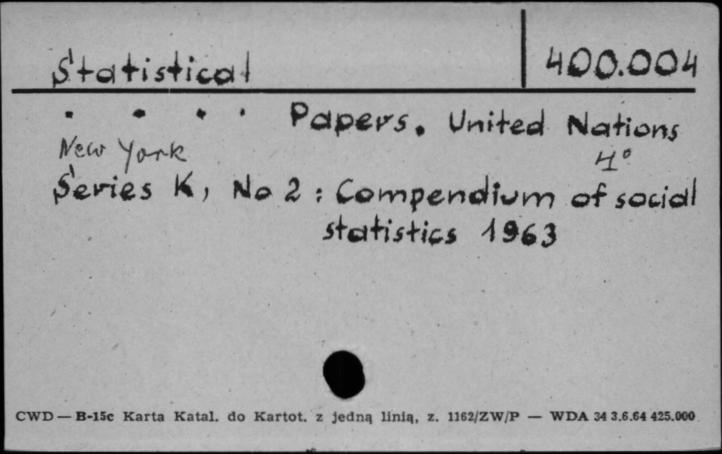 Statistical
400.004
. . . . Papers. United Nations
New York
4°
Series K, No 2 : Compendium of social
statistics 1963
CWD — B-15c Karta Katal. do Kartot. z jedną linią, z. 1162/ZW/P — WDA 34 3.6.64 425.000